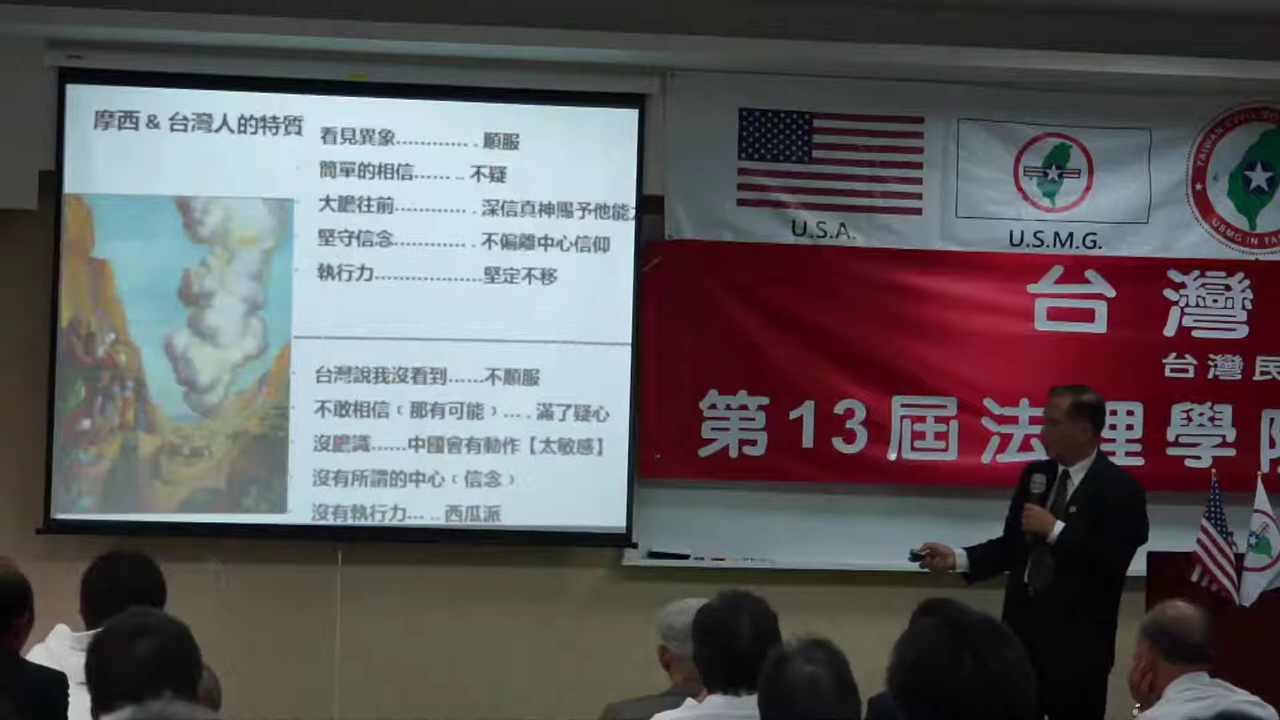 摩西 & 台灣人的特質
看見異象............ . 順服
簡單的相信...... .. 不疑
大膽往前............ . 深信真神賜予他能
堅守信念............ . 不偏離中心信仰
執行力..................堅定不移
台灣說我沒看到......不順服
不敢相信﹝那有可能﹞... . 滿了疑心
沒膽識......中國會有動作【太敏感】
沒有所謂的中心﹝信念﹞
沒有執行力... .. 西瓜派
U.S.A.
U.S.M.G.
TAIWAN CIVIL
USMG IN
台灣
台灣民
第13屆法理學院